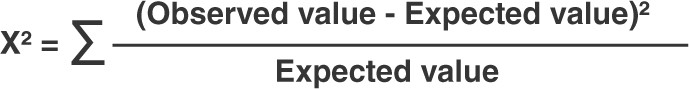 (Observed value - Expected value)²
X² = ∑
Expected value